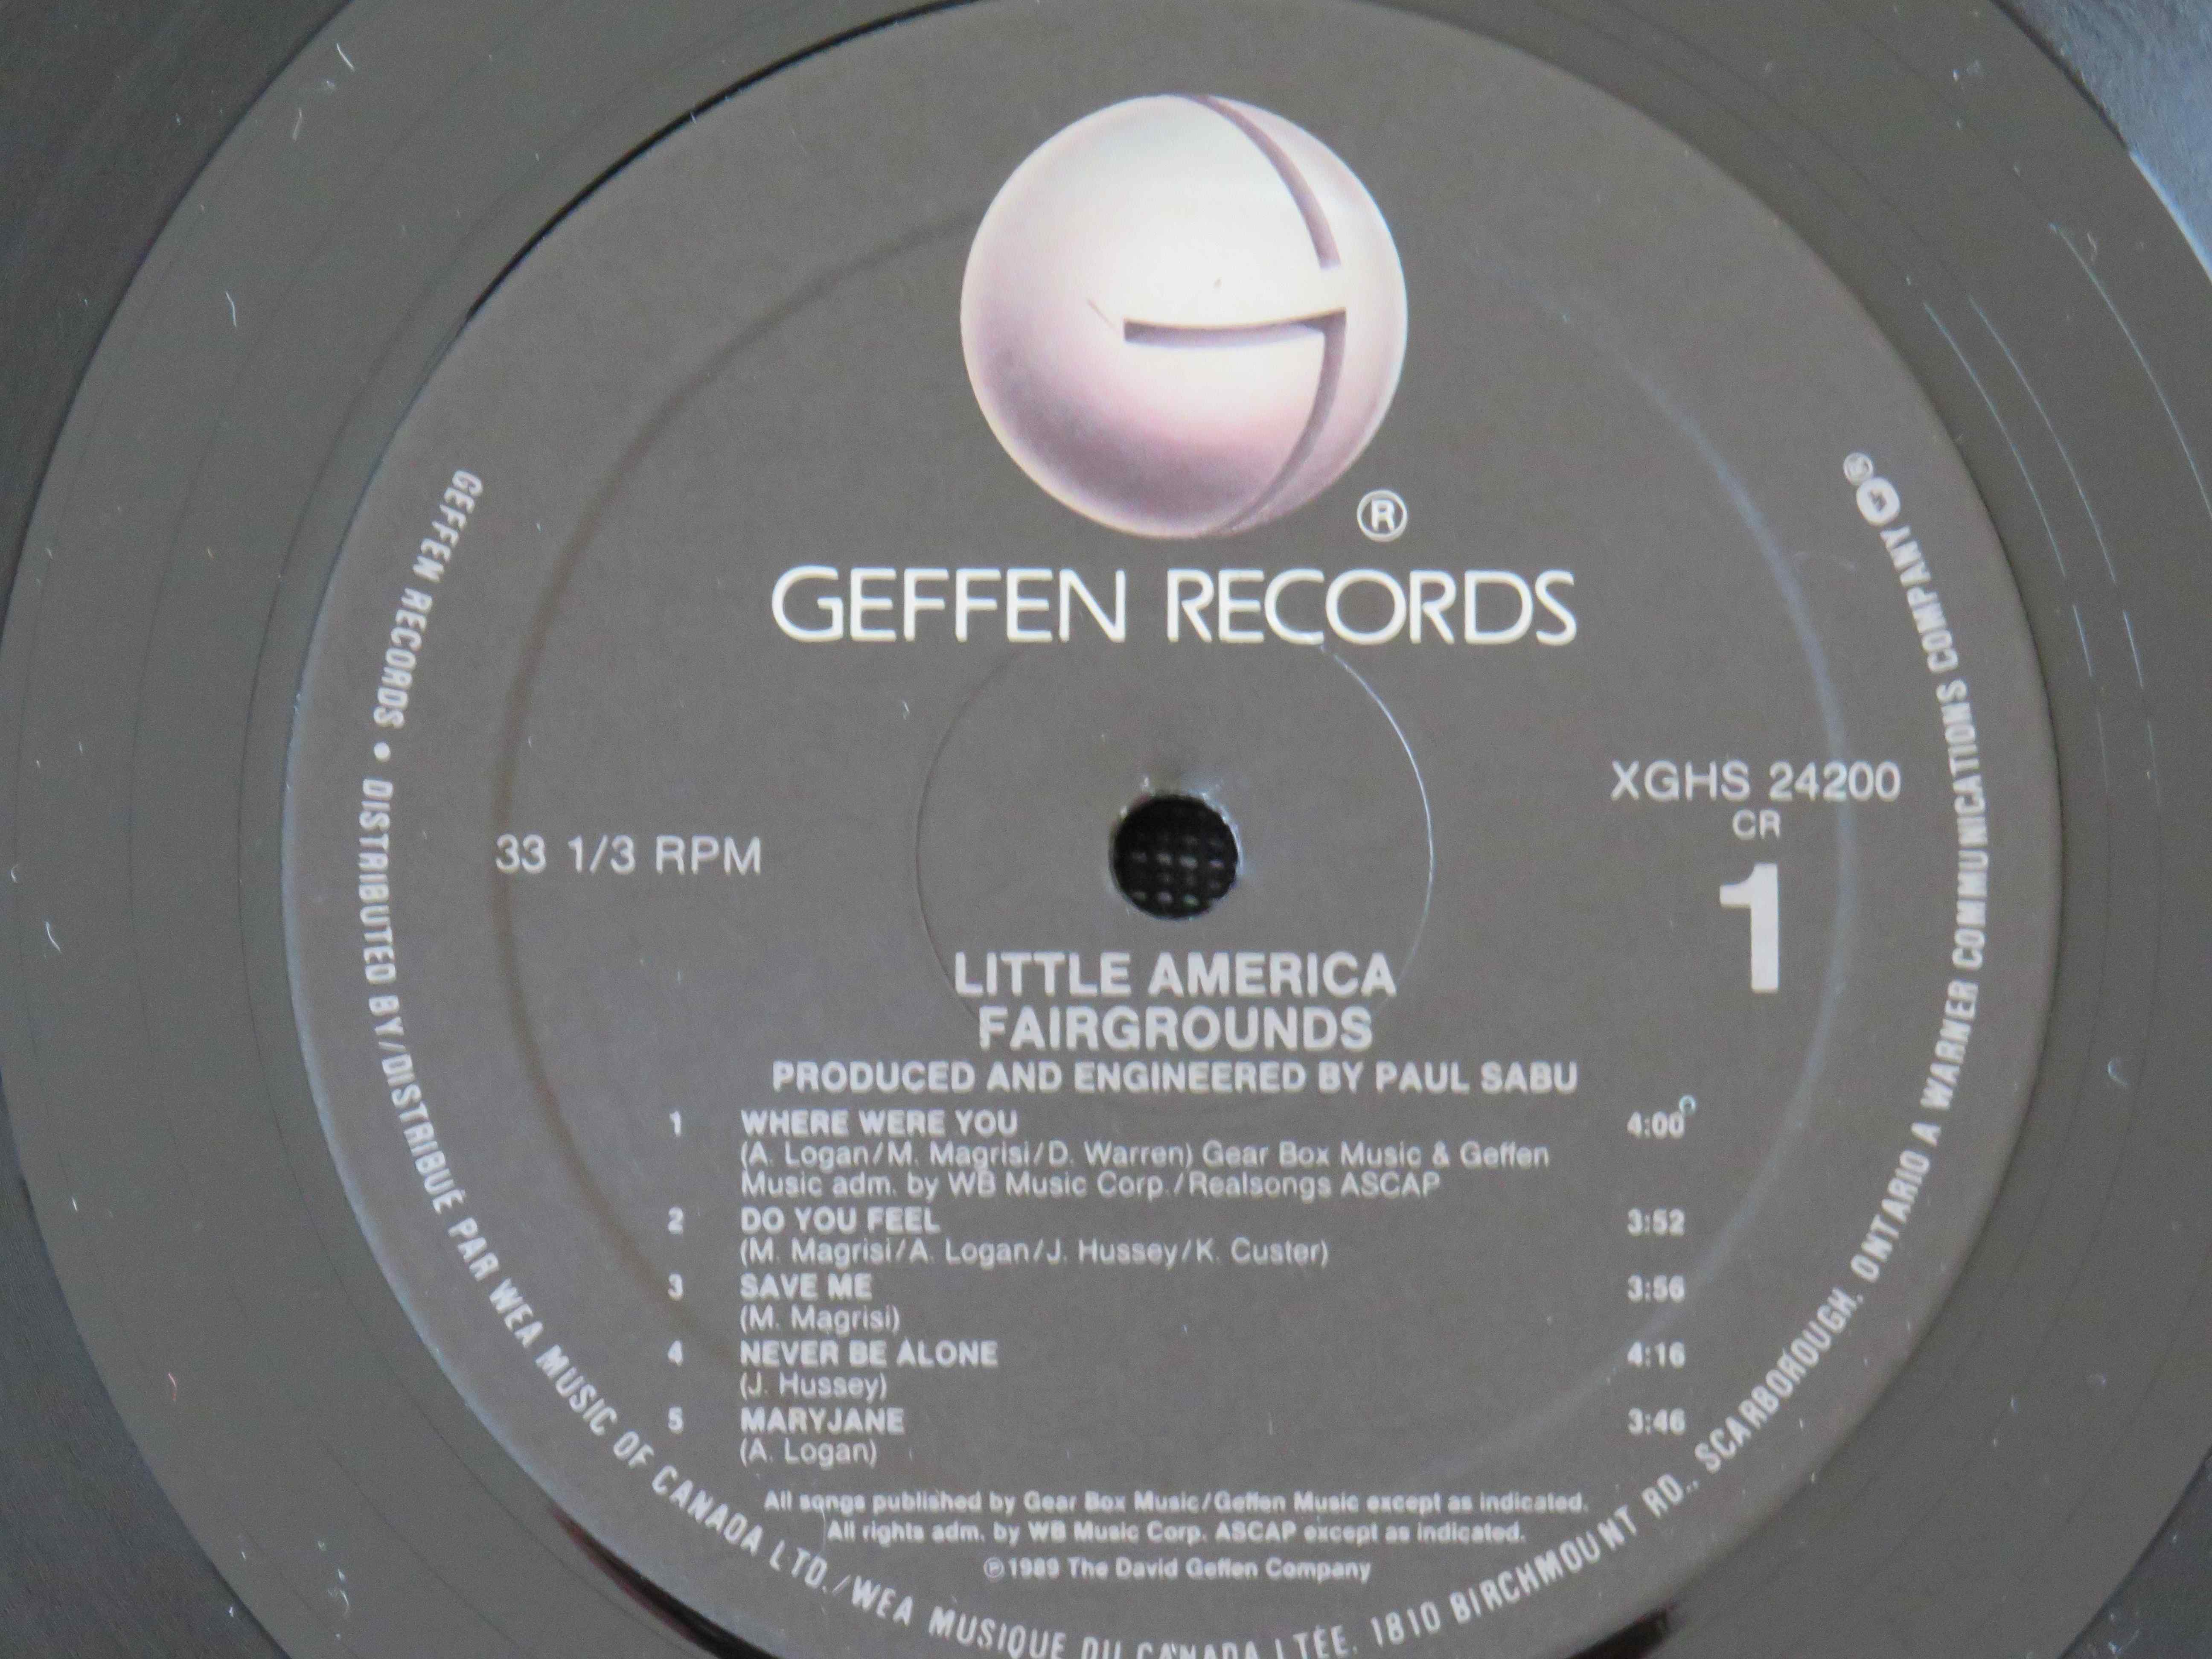 ®
GEFFEN RECORDS
33 1/3 RPM
XGHS 24200
CR
1
LITTLE AMERICA
FAIRGROUNDS
PRODUCED AND ENGINEERED BY PAUL SABU
1 WHERE WERE YOU 4:00
(A. Logan/M. Magrisi/D. Warren) Gear Box Music & Geffen
Music adm. by WB Music Corp./Realsongs ASCAP
2 DO YOU FEEL 3:52
(M. Magrisi/A. Logan/J. Hussey/K. Custer)
3 SAVE ME 3:56
(M. Magrisi)
4 NEVER BE ALONE 4:16
(J. Hussey)
5 MARYJANE 3:46
(A. Logan)
All songs published by Gear Box Music/Geffen Music except as indicated.
All rights adm. by WB Music Corp. ASCAP except as indicated.
℗1989 The David Geffen Company
GEFFEN RECORDS • DISTRIBUTED BY/DISTRIBUÉ PAR WEA MUSIC OF CANADA LTD./WEA MUSIQUE DU CANADA LTÉE. 1810 BIRCHMOUNT RD., SCARBOROUGH, ONTARIO A WARNER COMMUNICATIONS COMPANY